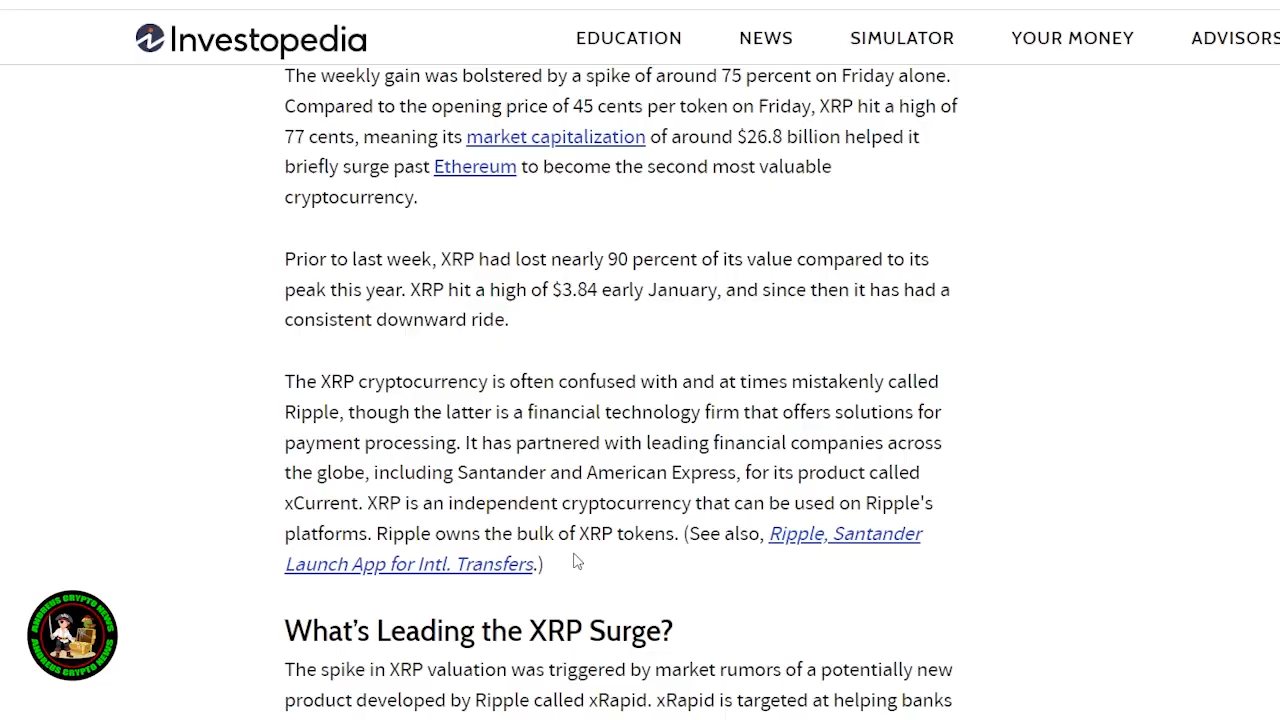 Investopedia
EDUCATION NEWS SIMULATOR YOUR MONEY ADVISORS
The weekly gain was bolstered by a spike of around 75 percent on Friday alone.
Compared to the opening price of 45 cents per token on Friday, XRP hit a high of
77 cents, meaning its market capitalization of around $26.8 billion helped it
briefly surge past Ethereum to become the second most valuable
cryptocurrency.
Prior to last week, XRP had lost nearly 90 percent of its value compared to its
peak this year. XRP hit a high of $3.84 early January, and since then it has had a
consistent downward ride.
The XRP cryptocurrency is often confused with and at times mistakenly called
Ripple, though the latter is a financial technology firm that offers solutions for
payment processing. It has partnered with leading financial companies across
the globe, including Santander and American Express, for its product called
xCurrent. XRP is an independent cryptocurrency that can be used on Ripple's
platforms. Ripple owns the bulk of XRP tokens. (See also, Ripple, Santander
Launch App for Intl. Transfers.)
ANDREUS CRYPTO NEWS
ANDREUS CRYPTO NEWS
What's Leading the XRP Surge?
The spike in XRP valuation was triggered by market rumors of a potentially new
product developed by Ripple called xRapid. xRapid is targeted at helping banks